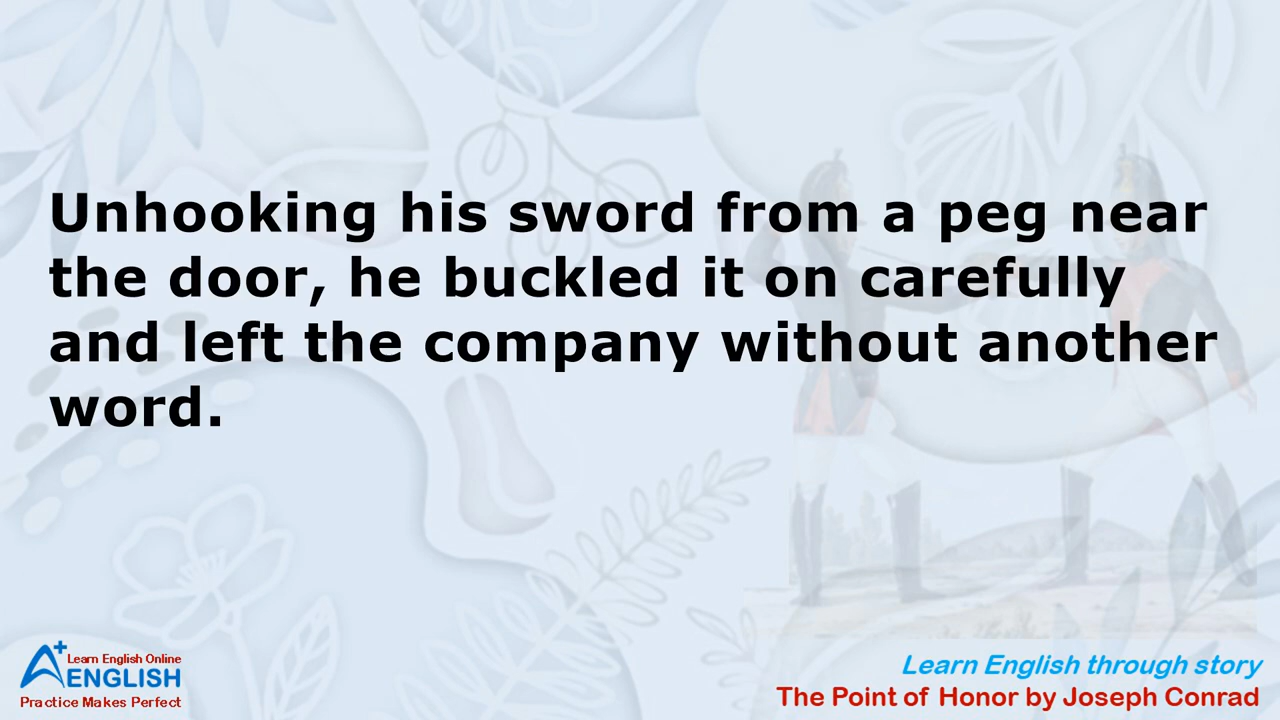 Unhooking his sword from a peg near
the door, he buckled it on carefully
and left the company without another
word.
A+ Learn English Online
ENGLISH
Practice Makes Perfect
Learn English through story
The Point of Honor by Joseph Conrad